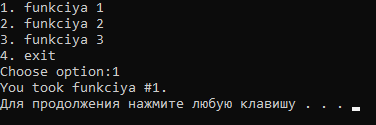 1. funkciya 1
2. funkciya 2
3. funkciya 3
4. exit
Choose option:1
You took funkciya #1.
Для продолжения нажмите любую клавишу . . .